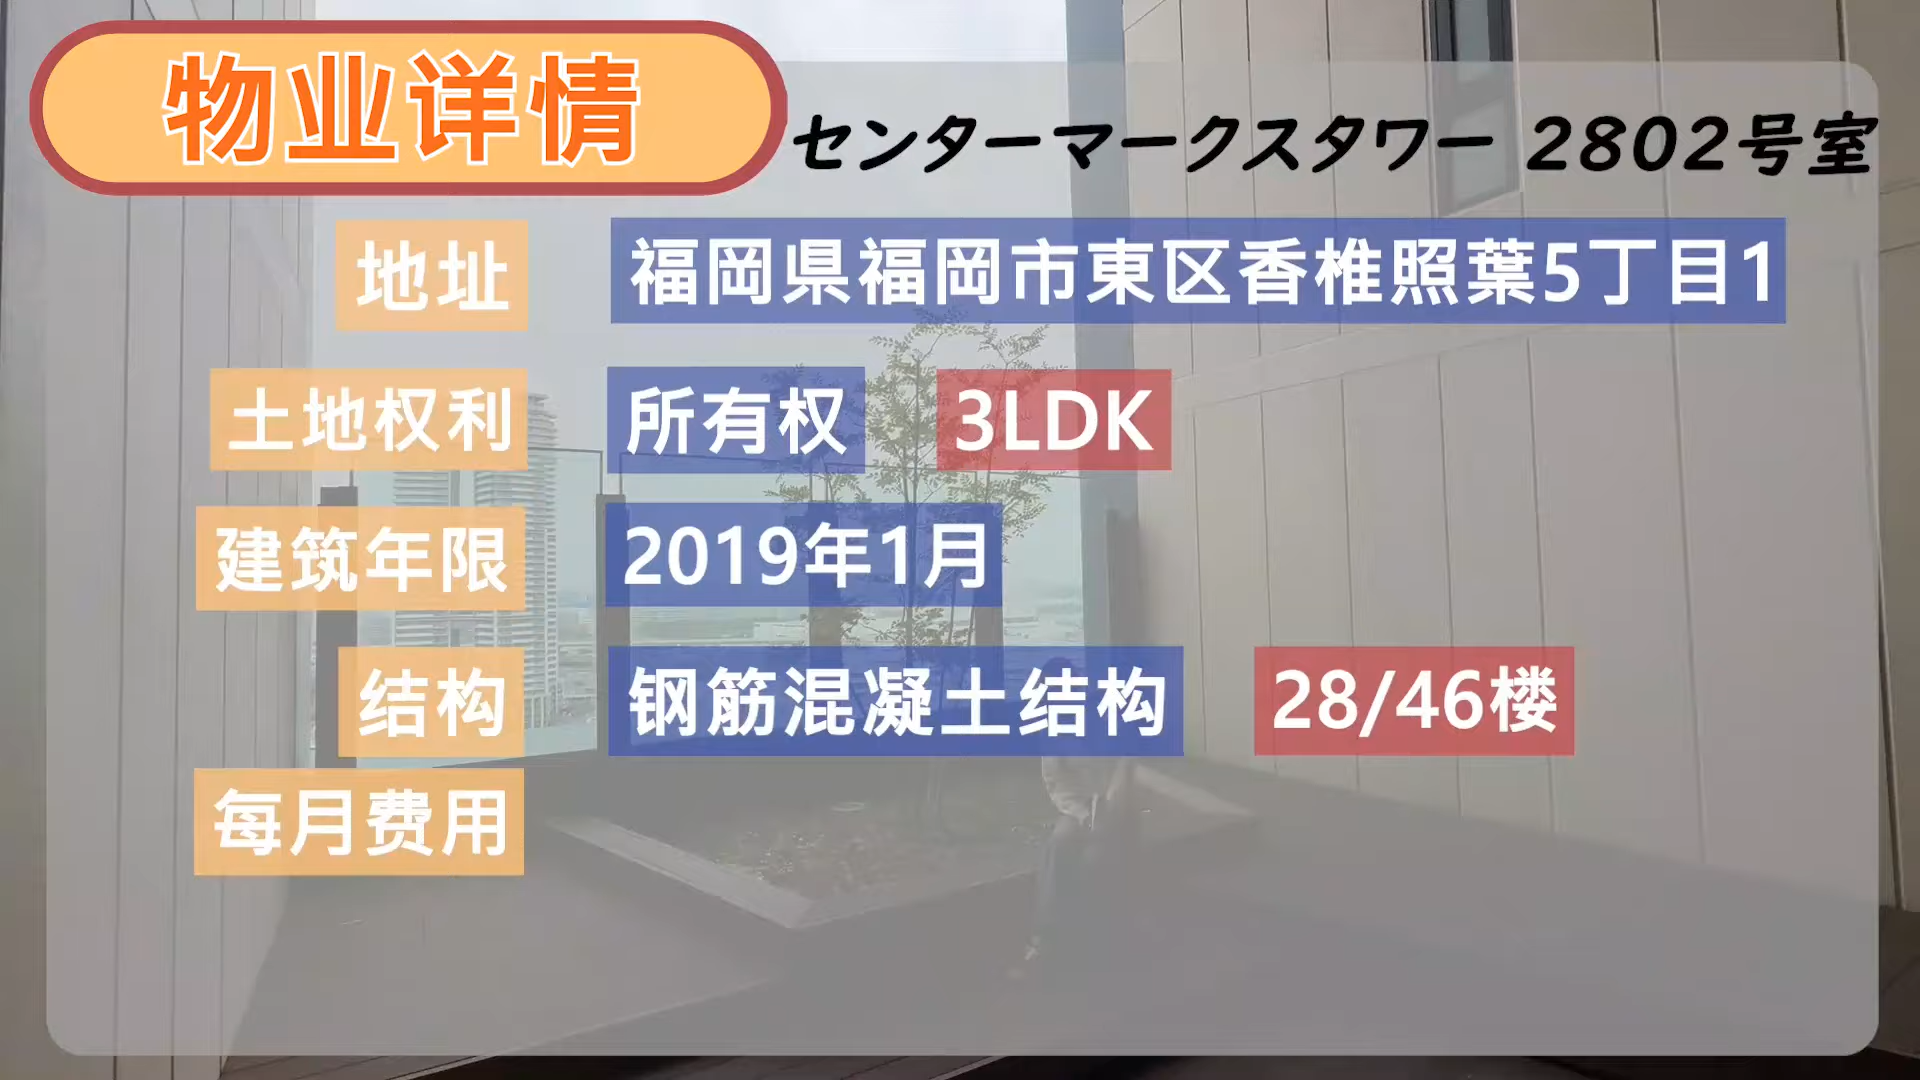 物业详情
センターマークスタワー 2802号室
地址 福岡県福岡市東区香椎照葉5丁目1
土地权利 所有权 3LDK
建筑年限 2019年1月
结构 钢筋混凝土结构 28/46楼
每月费用